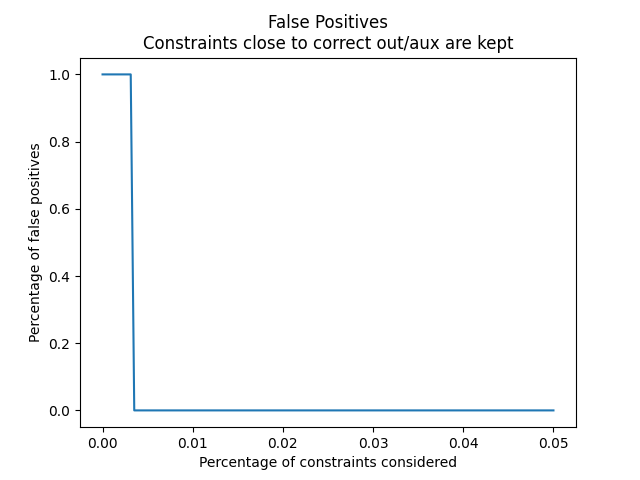 False Positives
Constraints close to correct out/aux are kept
Percentage of false positives
1.0
0.8
0.6
0.4
0.2
0.0
0.00 0.01 0.02 0.03 0.04 0.05
Percentage of constraints considered